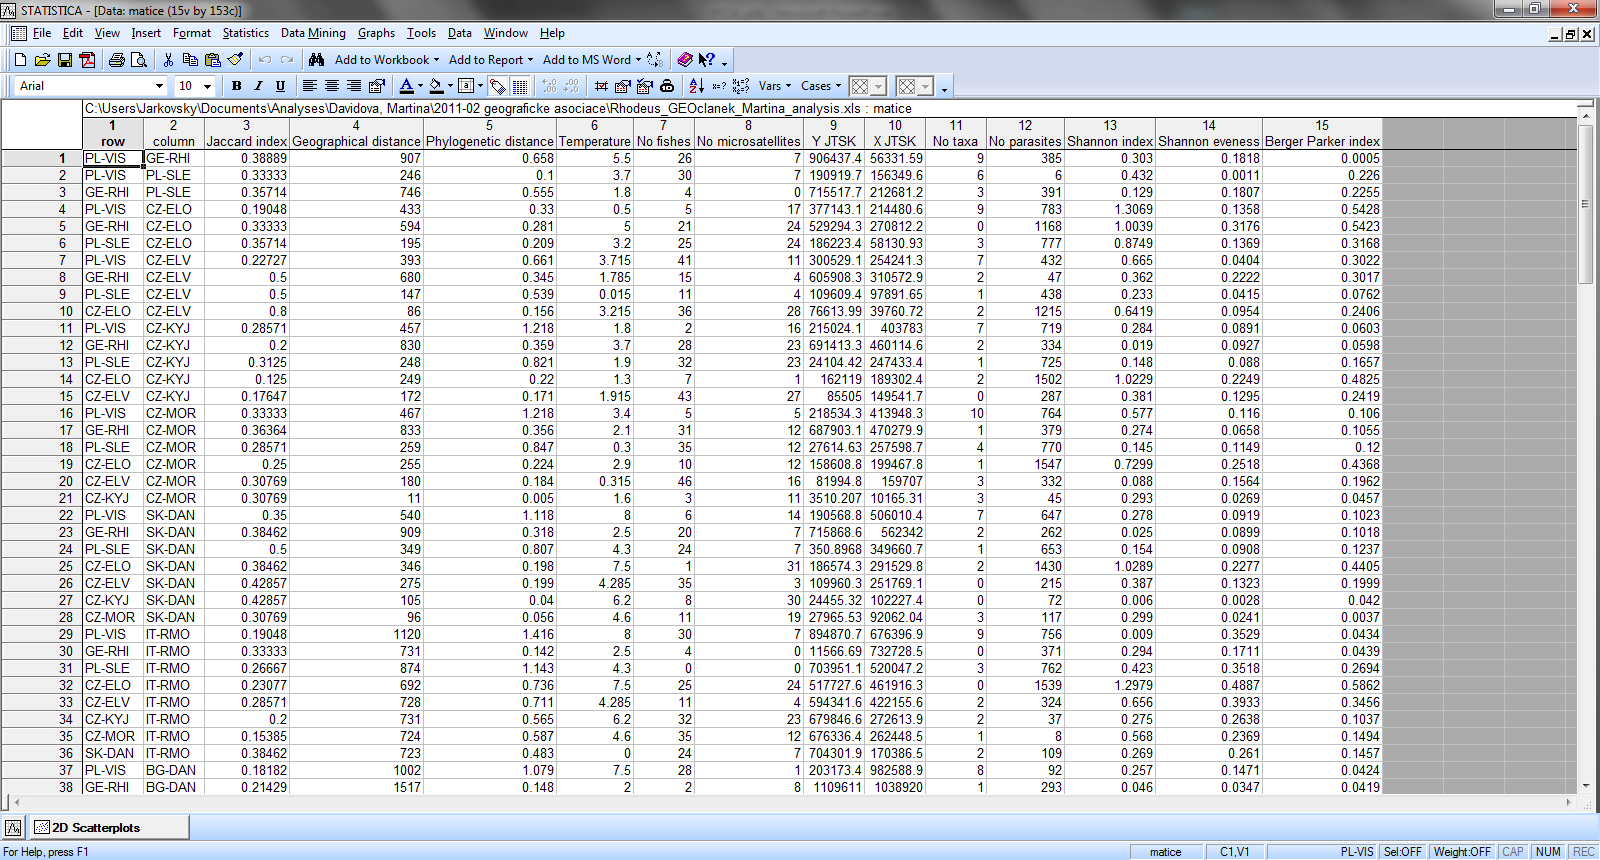 STATISTICA - [Data: matice (15v by 153c)]
File Edit View Insert Format Statistics Data Mining Graphs Tools Data Window Help
Add to Workbook Add to Report Add to MS Word
Arial 10 B I U Vars Cases
C:\Users\Jarkovsky\Documents\Analyses\Davidova, Martina\2011-02 geograficke asociace\Rhodeus_GEOclanek_Martina_analysis.xls : matice
1 2 3 4 5 6 7 8 9 10 11 12 13 14 15
row column Jaccard index Geographical distance Phylogenetic distance Temperature No fishes No microsatellites Y JTSK X JTSK No taxa No parasites Shannon index Shannon eveness Berger Parker index
1 PL-VIS GE-RHI 0.38889 907 0.658 5.5 26 7 906437.4 56331.59 9 385 0.303 0.1818 0.0005
2 PL-VIS PL-SLE 0.33333 246 0.1 3.7 30 7 190919.7 156349.6 6 6 0.432 0.0011 0.226
3 GE-RHI PL-SLE 0.35714 746 0.555 1.8 4 0 715517.7 212681.2 3 391 0.129 0.1807 0.2255
4 PL-VIS CZ-ELO 0.19048 433 0.33 0.5 5 17 377143.1 214480.6 9 783 1.3069 0.1358 0.5428
5 GE-RHI CZ-ELO 0.33333 594 0.281 5 21 24 529294.3 270812.2 0 1168 1.0039 0.3176 0.5423
6 PL-SLE CZ-ELO 0.35714 195 0.209 3.2 25 24 186223.4 58130.93 3 777 0.8749 0.1369 0.3168
7 PL-VIS CZ-ELV 0.22727 393 0.661 3.715 41 11 300529.1 254241.3 7 432 0.665 0.0404 0.3022
8 GE-RHI CZ-ELV 0.5 680 0.345 1.785 15 4 605908.3 310572.9 2 47 0.362 0.2222 0.3017
9 PL-SLE CZ-ELV 0.5 147 0.539 0.015 11 4 109609.4 97891.65 1 438 0.233 0.0415 0.0762
10 CZ-ELO CZ-ELV 0.8 86 0.156 3.215 36 28 76613.99 39760.72 2 1215 0.6419 0.0954 0.2406
11 PL-VIS CZ-KYJ 0.28571 457 1.218 1.8 2 16 215024.1 403783 7 719 0.284 0.0891 0.0603
12 GE-RHI CZ-KYJ 0.2 830 0.359 3.7 28 23 691413.3 460114.6 2 334 0.019 0.0927 0.0598
13 PL-SLE CZ-KYJ 0.3125 248 0.821 1.9 32 23 24104.42 247433.4 1 725 0.148 0.088 0.1657
14 CZ-ELO CZ-KYJ 0.125 249 0.22 1.3 7 1 162119 189302.4 2 1502 1.0229 0.2249 0.4825
15 CZ-ELV CZ-KYJ 0.17647 172 0.171 1.915 43 27 85505 149541.7 0 287 0.381 0.1295 0.2419
16 PL-VIS CZ-MOR 0.33333 467 1.218 3.4 5 5 218534.3 413948.3 10 764 0.577 0.116 0.106
17 GE-RHI CZ-MOR 0.36364 833 0.356 2.1 31 12 687903.1 470279.9 1 379 0.274 0.0658 0.1055
18 PL-SLE CZ-MOR 0.28571 259 0.847 0.3 35 12 27614.63 257598.7 4 770 0.145 0.1149 0.12
19 CZ-ELO CZ-MOR 0.25 255 0.224 2.9 10 12 158608.8 199467.8 1 1547 0.7299 0.2518 0.4368
20 CZ-ELV CZ-MOR 0.30769 180 0.184 0.315 46 16 81994.8 159707 3 332 0.088 0.1564 0.1962
21 CZ-KYJ CZ-MOR 0.30769 11 0.005 1.6 3 11 3510.207 10165.31 3 45 0.293 0.0269 0.0457
22 PL-VIS SK-DAN 0.35 540 1.118 8 6 14 190568.8 506010.4 7 647 0.278 0.0919 0.1023
23 GE-RHI SK-DAN 0.38462 909 0.318 2.5 20 7 715868.6 562342 2 262 0.025 0.0899 0.1018
24 PL-SLE SK-DAN 0.5 349 0.807 4.3 24 7 350.8968 349660.7 1 653 0.154 0.0908 0.1237
25 CZ-ELO SK-DAN 0.38462 346 0.198 7.5 1 31 186574.3 291529.8 2 1430 1.0289 0.2277 0.4405
26 CZ-ELV SK-DAN 0.42857 275 0.199 4.285 35 3 109960.3 251769.1 0 215 0.387 0.1323 0.1999
27 CZ-KYJ SK-DAN 0.42857 105 0.04 6.2 8 30 24455.32 102227.4 0 72 0.006 0.0028 0.042
28 CZ-MOR SK-DAN 0.30769 96 0.056 4.6 11 19 27965.53 92062.04 3 117 0.299 0.0241 0.0037
29 PL-VIS IT-RMO 0.19048 1120 1.416 8 30 7 894870.7 676396.9 9 756 0.009 0.3529 0.0434
30 GE-RHI IT-RMO 0.33333 731 0.142 2.5 4 0 11566.69 732728.5 0 371 0.294 0.1711 0.0439
31 PL-SLE IT-RMO 0.26667 874 1.143 4.3 0 0 703951.1 520047.2 3 762 0.423 0.3518 0.2694
32 CZ-ELO IT-RMO 0.23077 692 0.736 7.5 25 24 517727.6 461916.3 0 1539 1.2979 0.4887 0.5862
33 CZ-ELV IT-RMO 0.28571 728 0.711 4.285 11 4 594341.6 422155.6 2 324 0.656 0.3933 0.3456
34 CZ-KYJ IT-RMO 0.2 731 0.565 6.2 32 23 679846.6 272613.9 2 37 0.275 0.2638 0.1037
35 CZ-MOR IT-RMO 0.15385 724 0.587 4.6 35 12 676336.4 262448.5 1 8 0.568 0.2369 0.1494
36 SK-DAN IT-RMO 0.38462 723 0.483 0 24 7 704301.9 170386.5 2 109 0.269 0.261 0.1457
37 PL-VIS BG-DAN 0.18182 1002 1.079 7.5 28 1 203173.4 982588.9 8 92 0.257 0.1471 0.0424
38 GE-RHI BG-DAN 0.21429 1517 0.148 2 2 8 1109611 1038920 1 293 0.046 0.0347 0.0419
2D Scatterplots
For Help, press F1 matice C1,V1 PL-VIS Sel:OFF Weight:OFF CAP NUM REC